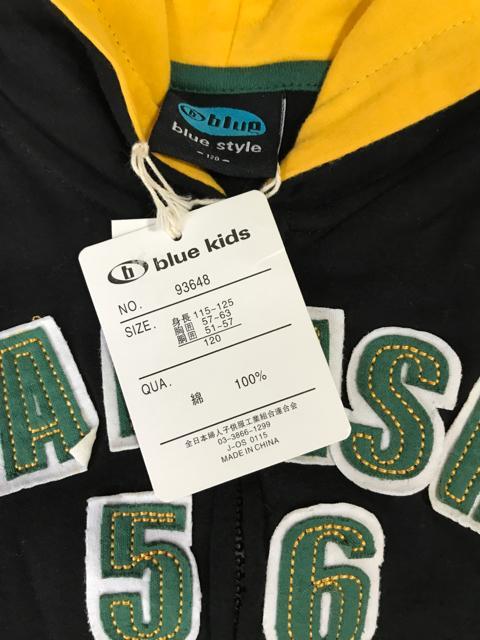 blue
blue style
- 120 -
blue kids
NO. 93648
SIZE. 身長 115-125
胸囲 57-63
胴囲 51-57
120
QUA. 綿 100%
全日本婦人子供服工業組合連合会
03-3866-1299
J-OS 0115
MADE IN CHINA
A S
56